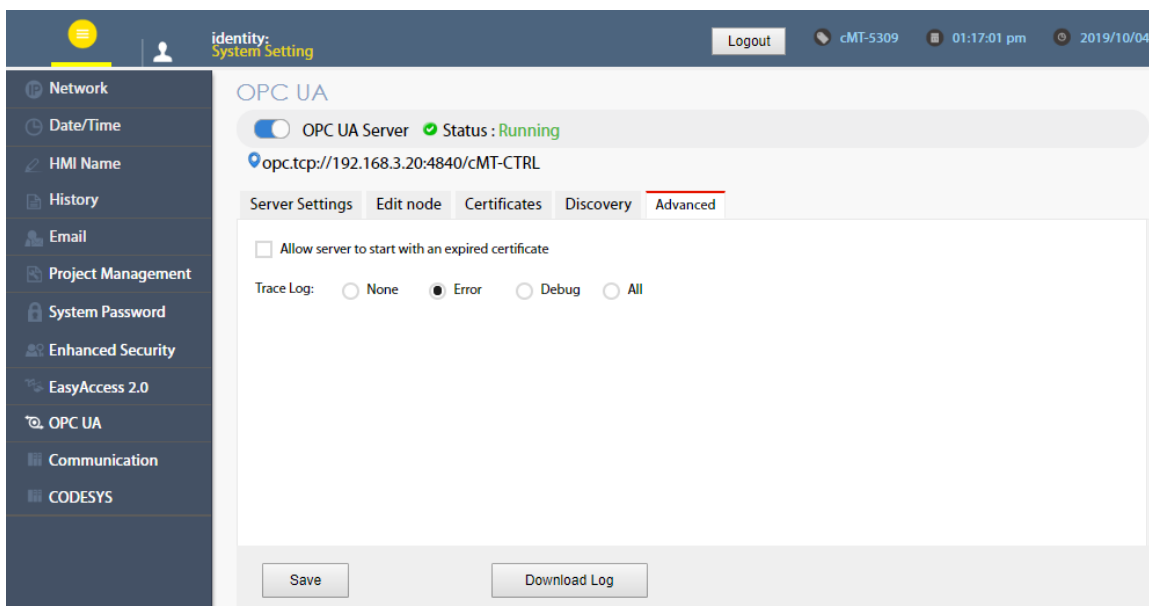 identity:
System Setting
Logout
cMT-5309
01:17:01 pm
2019/10/04
Network
Date/Time
HMI Name
History
Email
Project Management
System Password
Enhanced Security
EasyAccess 2.0
OPC UA
Communication
CODESYS
OPC UA
OPC UA Server Status : Running
opc.tcp://192.168.3.20:4840/cMT-CTRL
Server Settings Edit node Certificates Discovery Advanced
Allow server to start with an expired certificate
Trace Log: None Error Debug All
Save Download Log